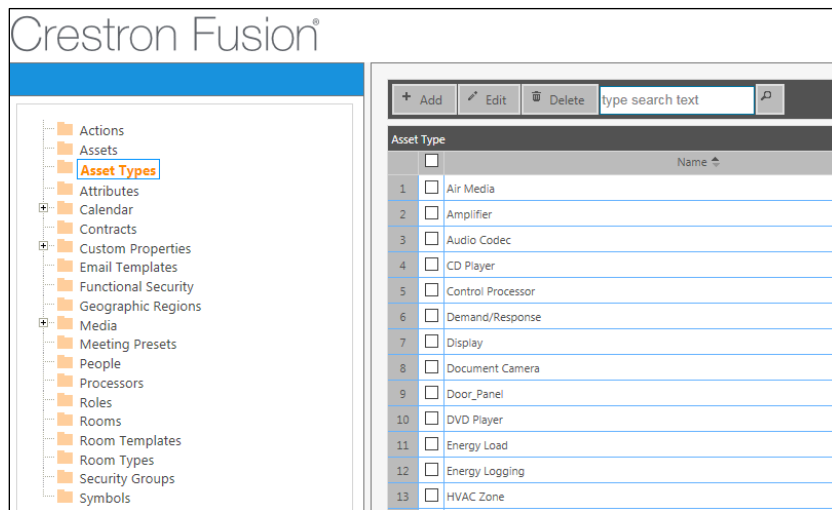 Crestron Fusion®
Actions
Assets
Asset Types
Attributes
Calendar
Contracts
Custom Properties
Email Templates
Functional Security
Geographic Regions
Media
Meeting Presets
People
Processors
Roles
Rooms
Room Templates
Room Types
Security Groups
Symbols
+ Add Edit Delete type search text
Asset Type
Name
1 Air Media
2 Amplifier
3 Audio Codec
4 CD Player
5 Control Processor
6 Demand/Response
7 Display
8 Document Camera
9 Door_Panel
10 DVD Player
11 Energy Load
12 Energy Logging
13 HVAC Zone